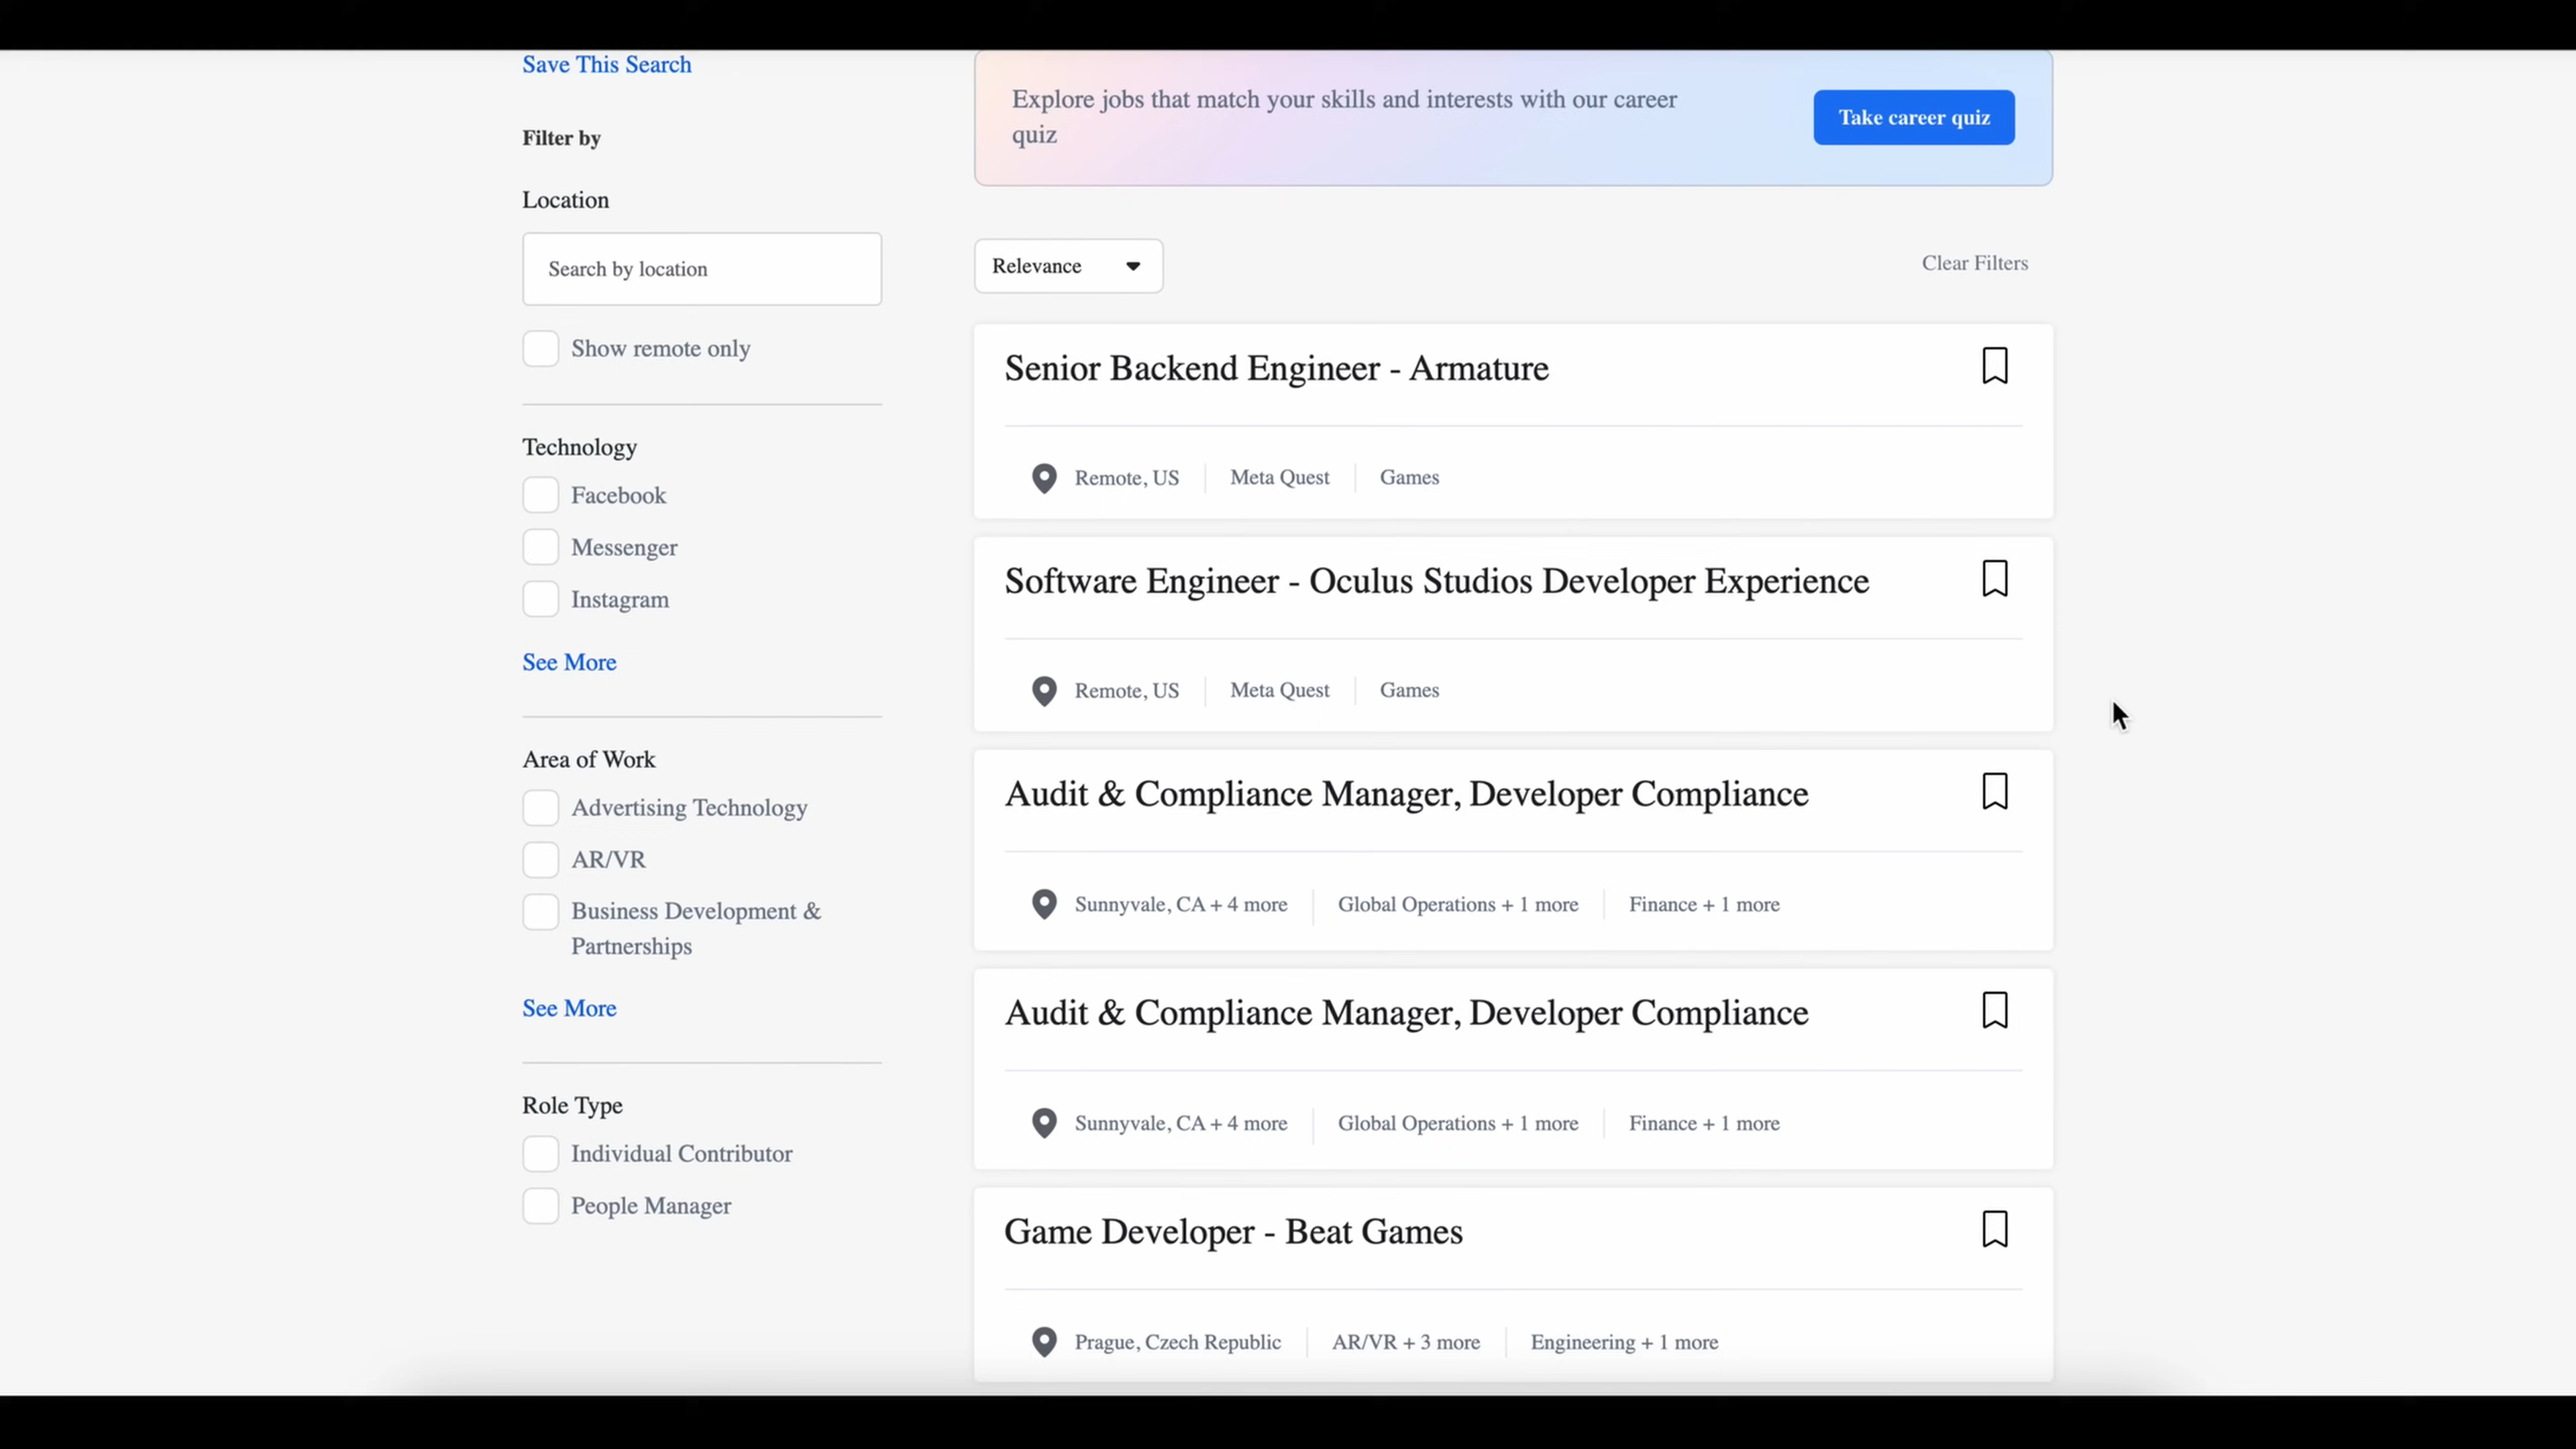 Save This Search
Filter by
Location
Search by location
Show remote only
Technology
Facebook
Messenger
Instagram
See More
Area of Work
Advertising Technology
AR/VR
Business Development &
Partnerships
See More
Role Type
Individual Contributor
People Manager
Explore jobs that match your skills and interests with our career
quiz
Take career quiz
Relevance
Clear Filters
Senior Backend Engineer - Armature
Remote, US Meta Quest Games
Software Engineer - Oculus Studios Developer Experience
Remote, US Meta Quest Games
Audit & Compliance Manager, Developer Compliance
Sunnyvale, CA + 4 more Global Operations + 1 more Finance + 1 more
Audit & Compliance Manager, Developer Compliance
Sunnyvale, CA + 4 more Global Operations + 1 more Finance + 1 more
Game Developer - Beat Games
Prague, Czech Republic AR/VR + 3 more Engineering + 1 more